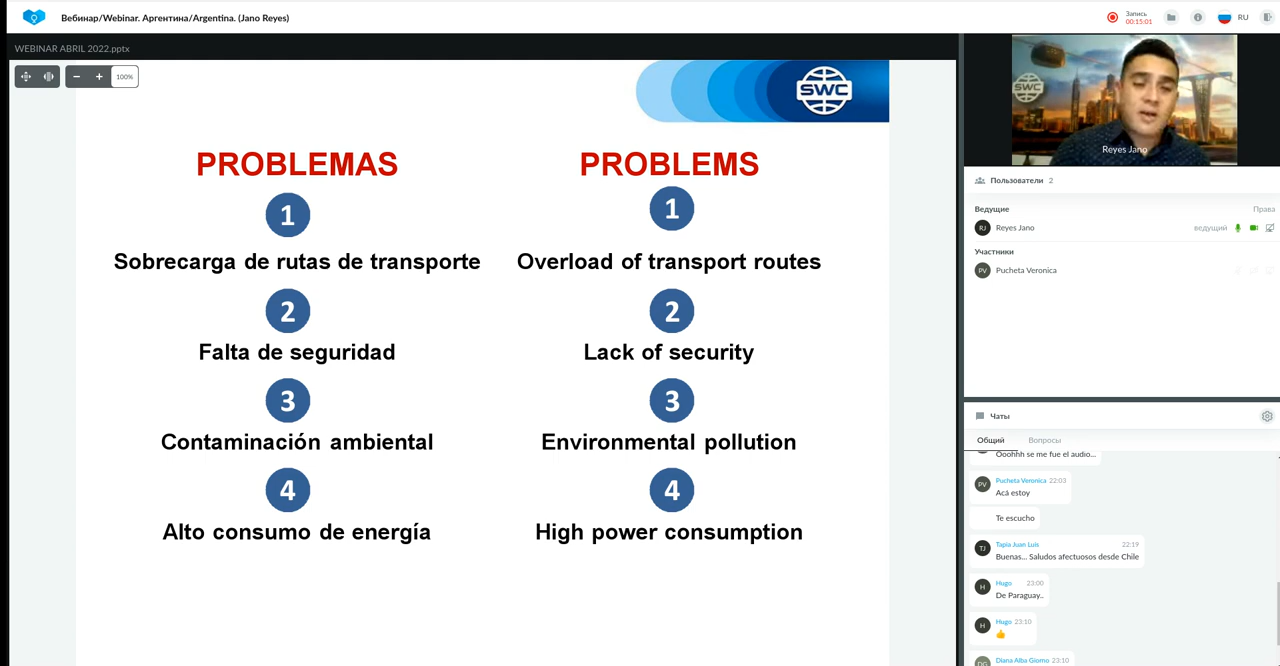 Вебинар/Webinar. Аргентина/Argentina. (Jano Reyes)
Запись
00:15:01
RU
WEBINAR ABRIL 2022.pptx
100%
SWC
PROBLEMAS
1
Sobrecarga de rutas de transporte
2
Falta de seguridad
3
Contaminación ambiental
4
Alto consumo de energía
PROBLEMS
1
Overload of transport routes
2
Lack of security
3
Environmental pollution
4
High power consumption
SWC
Reyes Jano
Пользователи 2
Ведущие Права
RJ Reyes Jano ведущий
Участники
PV Pucheta Veronica
Чаты
Общий Вопросы
Ooohhh se me fue el audio...
PV Pucheta Veronica 22:03
Acá estoy
Te escucho
TJ Tapia Juan Luis 22:19
Buenas... Saludos afectuosos desde Chile
H Hugo 23:00
De Paraguay..
H Hugo 23:10
👍
DG Diana Alba Giorno 23:10